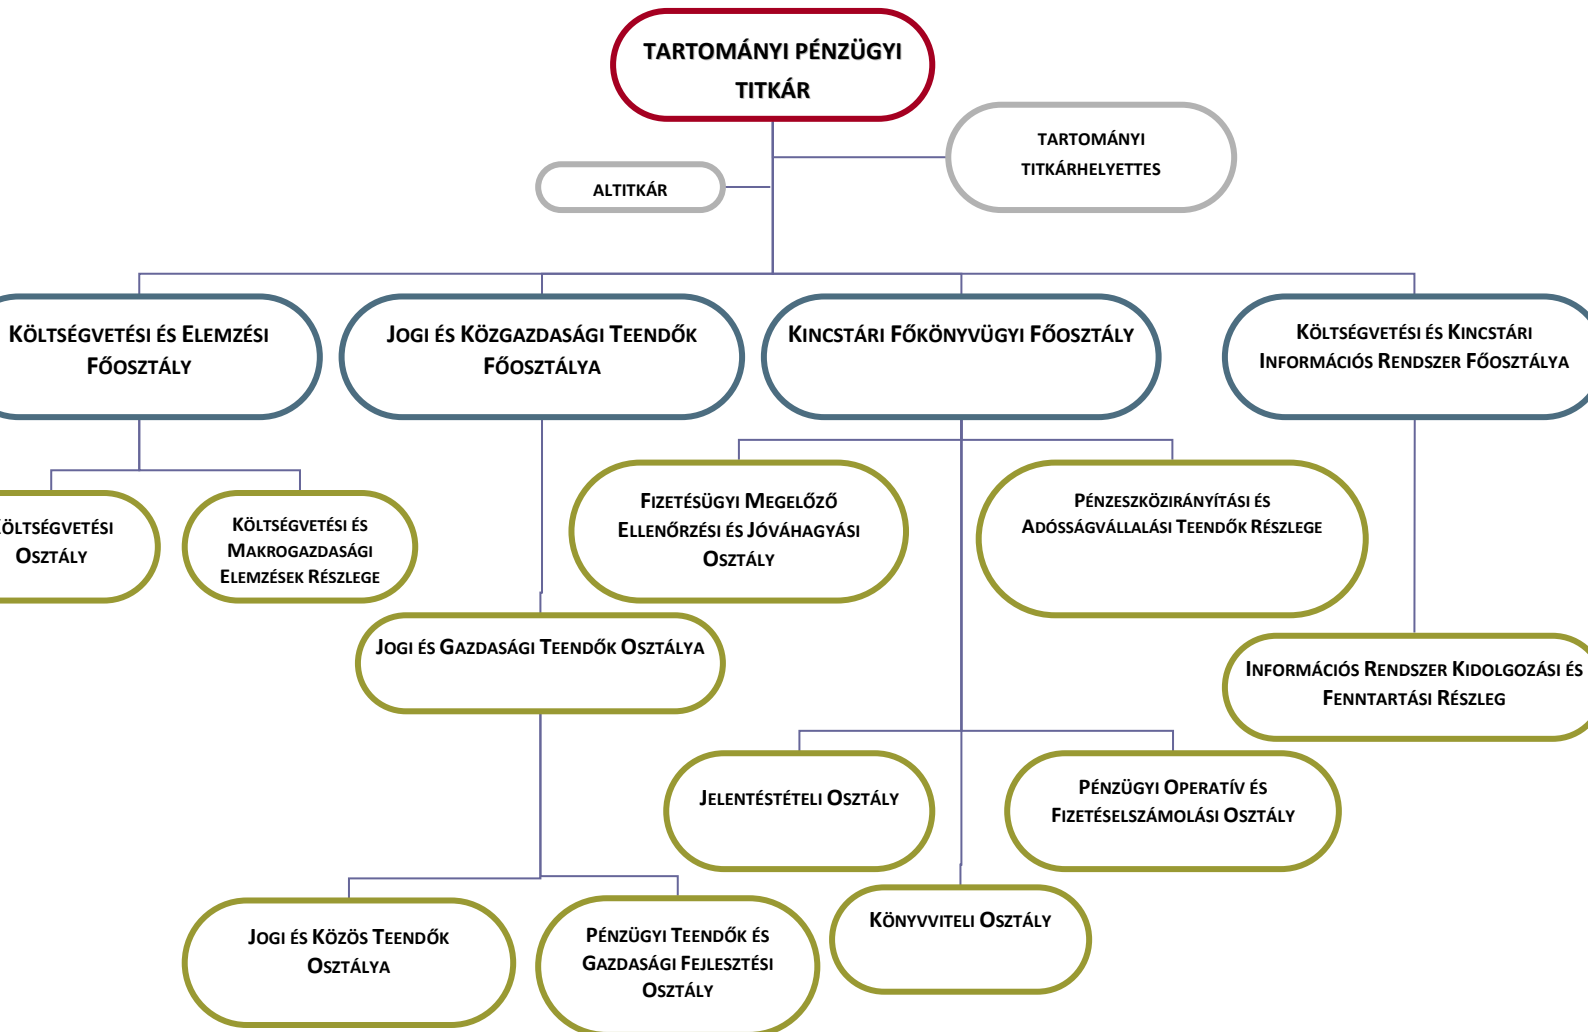 TARTOMÁNYI PÉNZÜGYI
TITKÁR
TARTOMÁNYI
TITKÁRHELYETTES
ALTITKÁR
KÖLTSÉGVETÉSI ÉS ELEMZÉSI
FŐOSZTÁLY
JOGI ÉS KÖZGAZDASÁGI TEENDŐK
FŐOSZTÁLYA
KINCSTÁRI FŐKÖNYVÜGYI FŐOSZTÁLY
KÖLTSÉGVETÉSI ÉS KINCSTÁRI
INFORMÁCIÓS RENDSZER FŐOSZTÁLYA
ÖLTSÉGVETÉSI
OSZTÁLY
KÖLTSÉGVETÉSI ÉS
MAKROGAZDASÁGI
ELEMZÉSEK RÉSZLEGE
FIZETÉSÜGYI MEGELŐZŐ
ELLENŐRZÉSI ÉS JÓVÁHAGYÁSI
OSZTÁLY
PÉNZESZKÖZIRÁNYÍTÁSI ÉS
ADÓSSÁGVÁLLALÁSI TEENDŐK RÉSZLEGE
JOGI ÉS GAZDASÁGI TEENDŐK OSZTÁLYA
INFORMÁCIÓS RENDSZER KIDOLGOZÁSI ÉS
FENNTARTÁSI RÉSZLEG
JELENTÉSTÉTELI OSZTÁLY
PÉNZÜGYI OPERATÍV ÉS
FIZETÉSELSZÁMOLÁSI OSZTÁLY
JOGI ÉS KÖZÖS TEENDŐK
OSZTÁLYA
PÉNZÜGYI TEENDŐK ÉS
GAZDASÁGI FEJLESZTÉSI
OSZTÁLY
KÖNYVVITELI OSZTÁLY